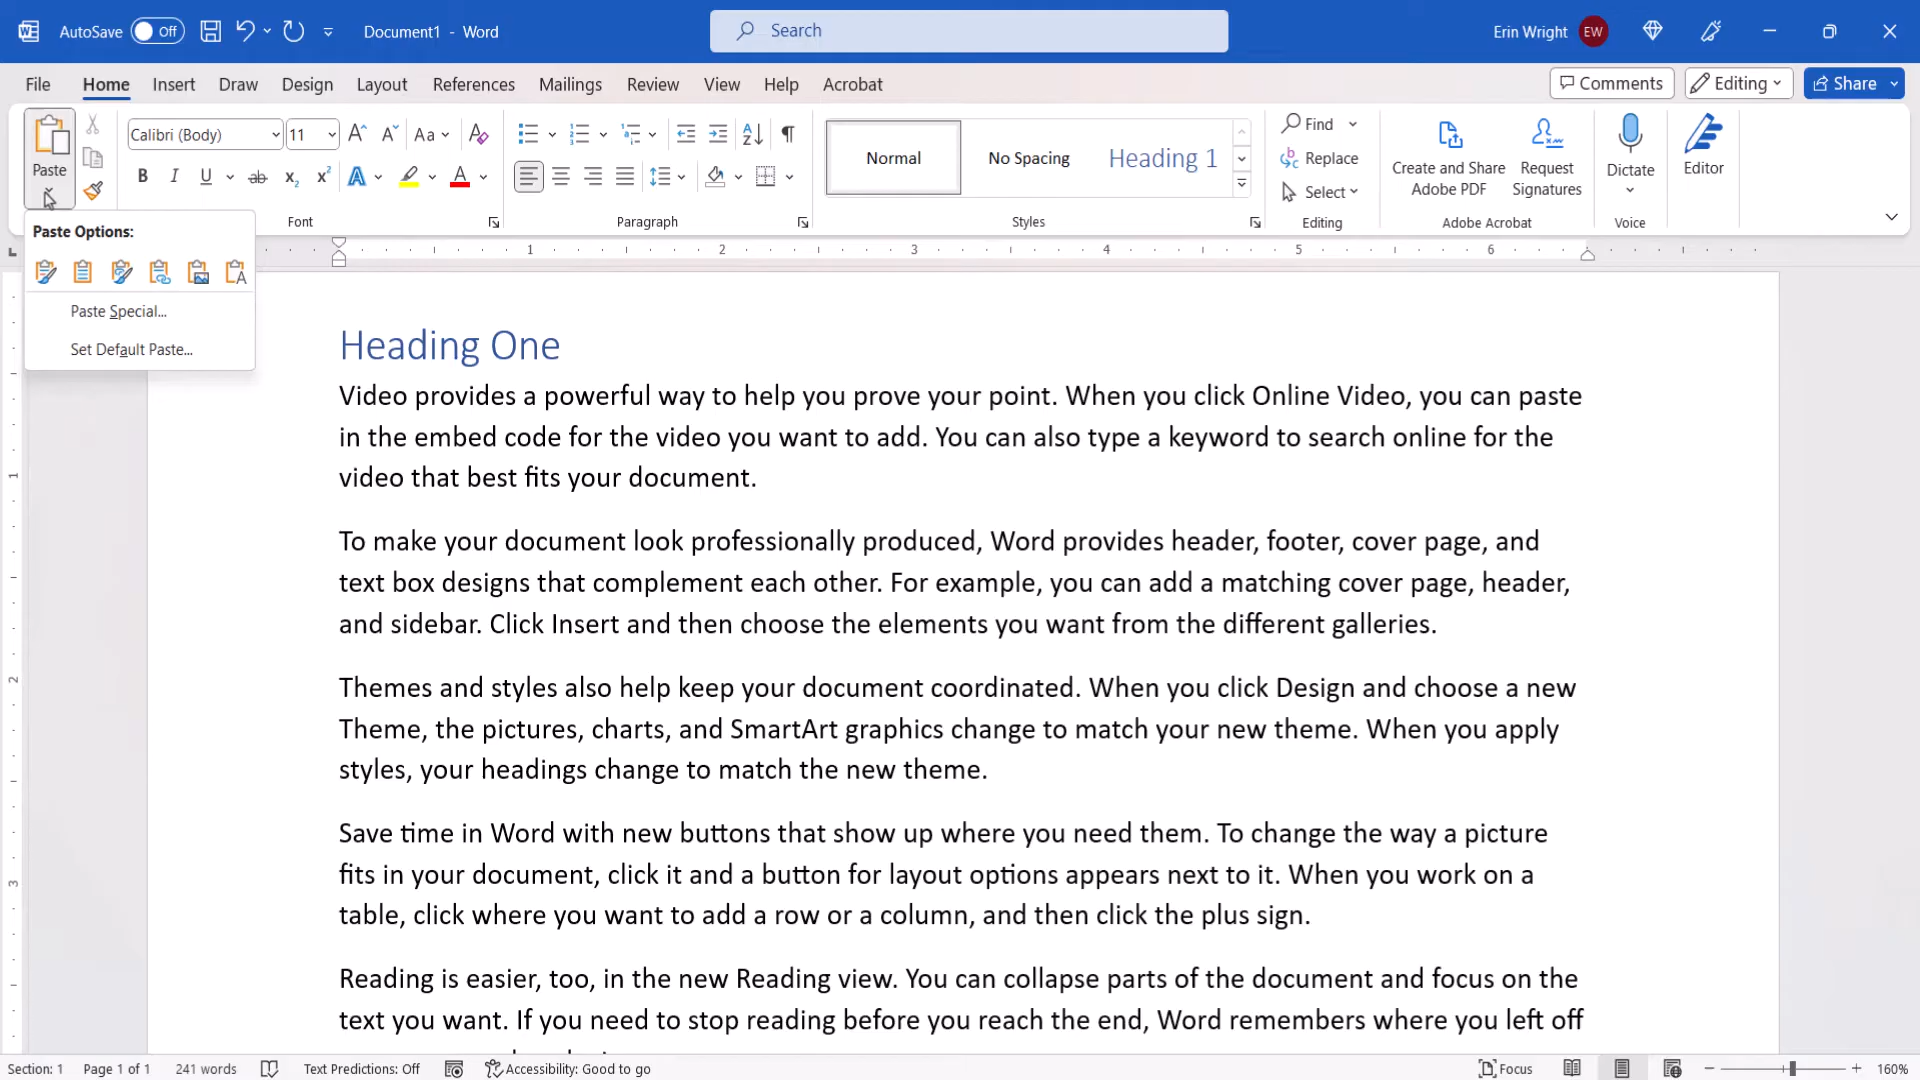 AutoSave Off Document1 - Word Search Erin Wright EW
File Home Insert Draw Design Layout References Mailings Review View Help Acrobat Comments Editing Share
Paste
Calibri (Body) 11 Aa
Normal No Spacing Heading 1
Find
Replace
Select
Create and Share
Adobe PDF
Request
Signatures
Dictate
Editor
B I U ab x₂ x² A A
Font Paragraph Styles Editing Adobe Acrobat Voice
Paste Options:
Paste Special...
Set Default Paste...
1 2 3 4 5 6
1
2
3
Heading One
Video provides a powerful way to help you prove your point. When you click Online Video, you can paste
in the embed code for the video you want to add. You can also type a keyword to search online for the
video that best fits your document.
To make your document look professionally produced, Word provides header, footer, cover page, and
text box designs that complement each other. For example, you can add a matching cover page, header,
and sidebar. Click Insert and then choose the elements you want from the different galleries.
Themes and styles also help keep your document coordinated. When you click Design and choose a new
Theme, the pictures, charts, and SmartArt graphics change to match your new theme. When you apply
styles, your headings change to match the new theme.
Save time in Word with new buttons that show up where you need them. To change the way a picture
fits in your document, click it and a button for layout options appears next to it. When you work on a
table, click where you want to add a row or a column, and then click the plus sign.
Reading is easier, too, in the new Reading view. You can collapse parts of the document and focus on the
text you want. If you need to stop reading before you reach the end, Word remembers where you left off
Section: 1 Page 1 of 1 241 words Text Predictions: Off Accessibility: Good to go Focus 160%